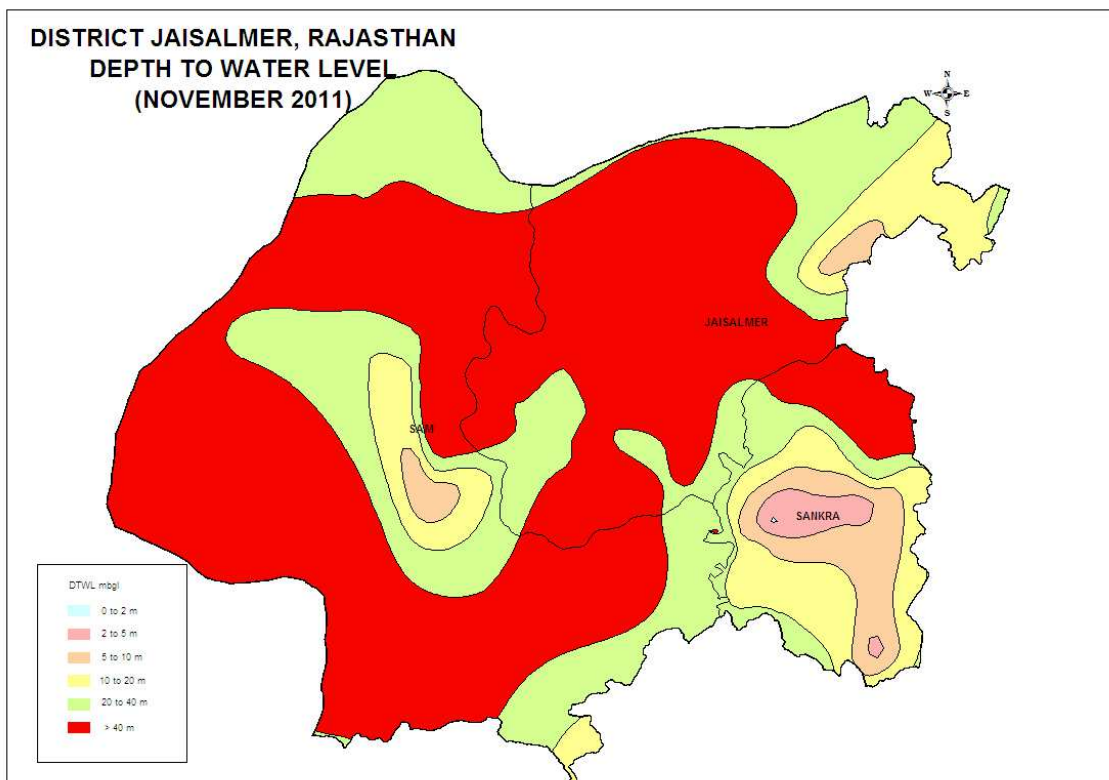 DISTRICT JAISALMER, RAJASTHAN
DEPTH TO WATER LEVEL
(NOVEMBER 2011)
N
W E
S
JAISALMER
SAM
SANKRA
DTWL mbgl
0 to 2 m
2 to 5 m
5 to 10 m
10 to 20 m
20 to 40 m
> 40 m